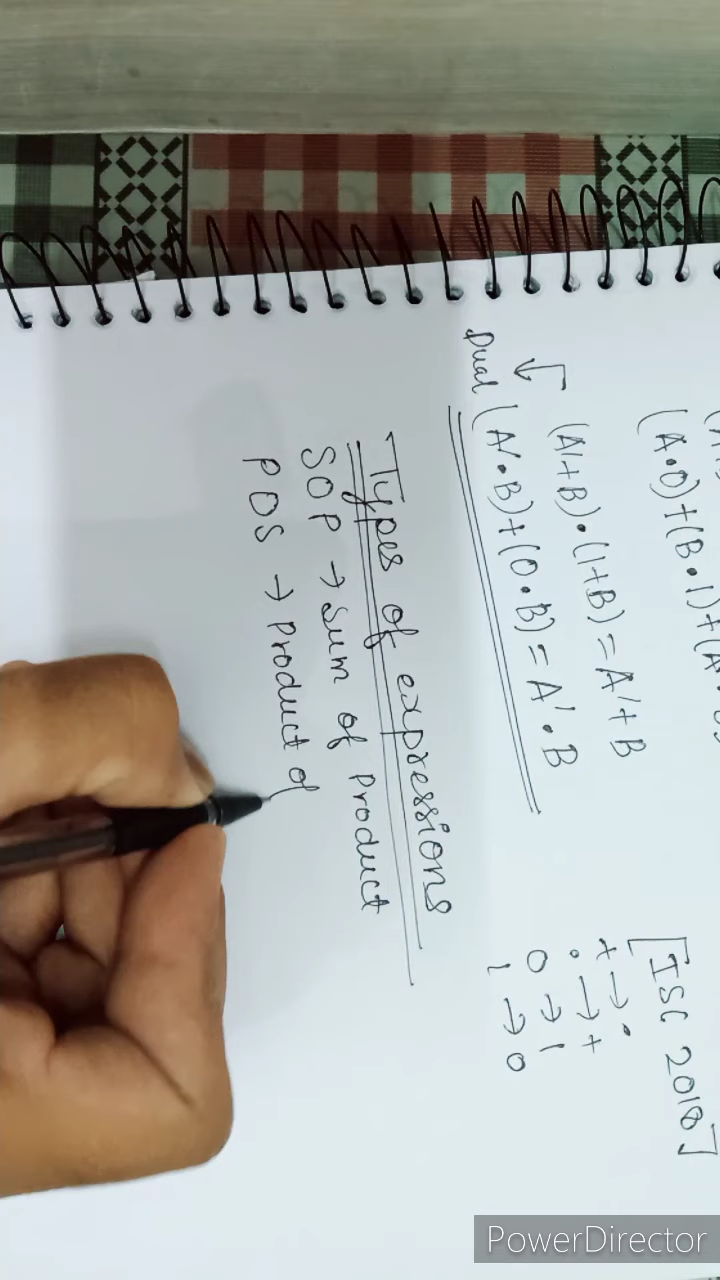 (A·0)+(B·1)+(A
[ISC 2018]
(A'+B)·(1+B) = A'+B
Dual (A'·B)+(0·B) = A'·B
+ → ·
· → +
0 → 1
1 → 0
Types of expressions
SOP → Sum of Product
POS → Product of
PowerDirector